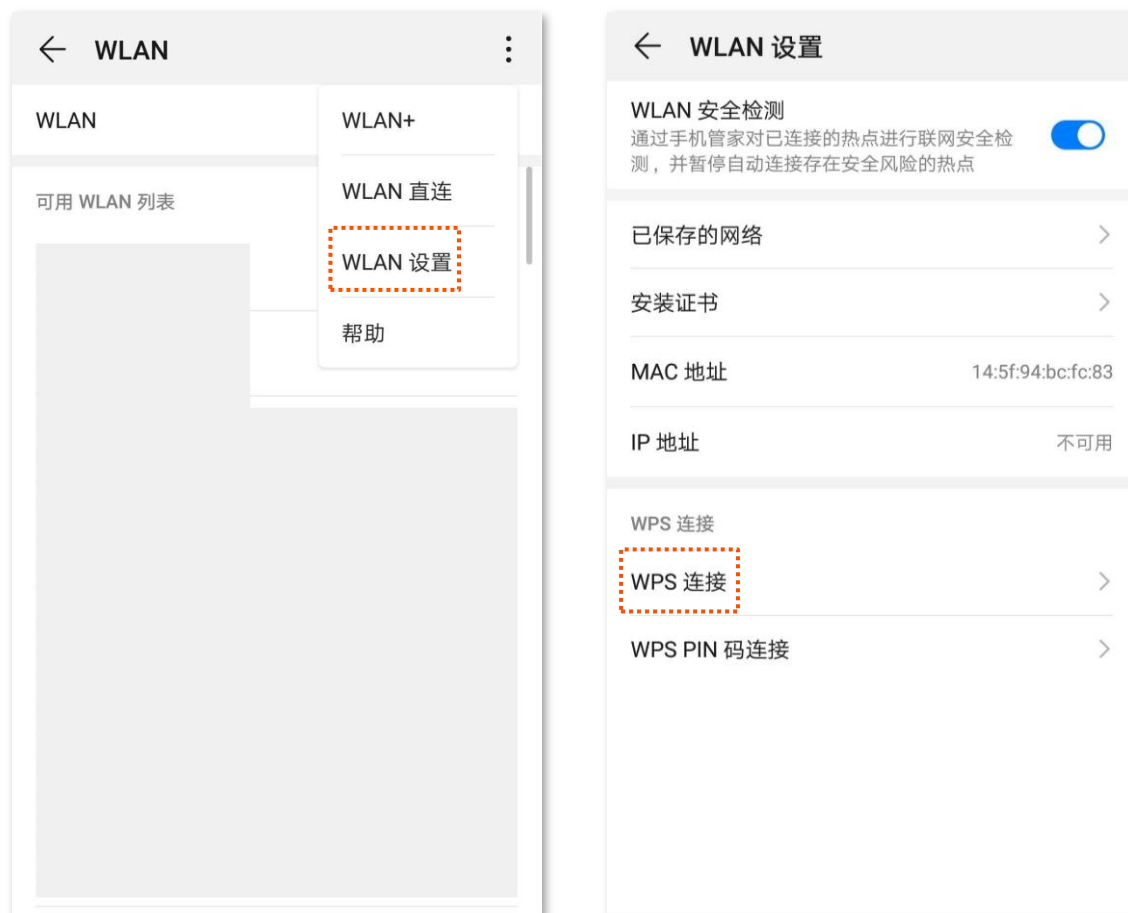 WLAN
WLAN
WLAN+
WLAN 直连
可用 WLAN 列表
WLAN 设置
帮助
WLAN 设置
WLAN 安全检测
通过手机管家对已连接的热点进行联网安全检
测，并暂停自动连接存在安全风险的热点
已保存的网络
安装证书
MAC 地址 14:5f:94:bc:fc:83
IP 地址 不可用
WPS 连接
WPS 连接
WPS PIN 码连接